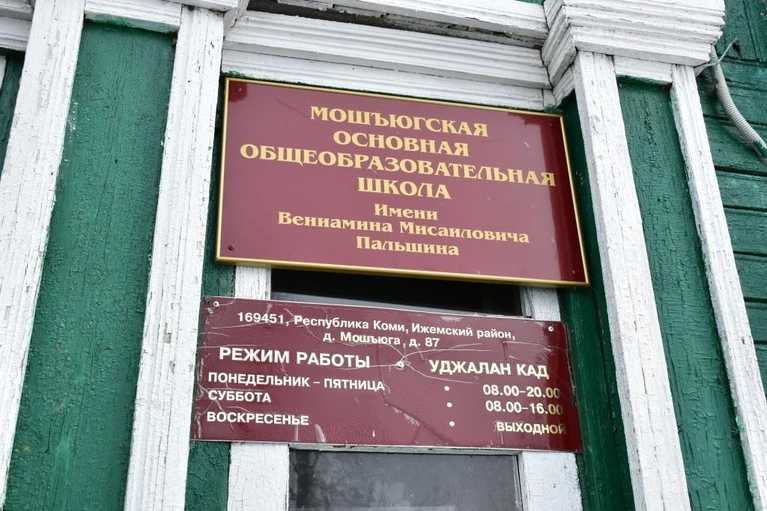 МОШЪЮГСКАЯ
ОСНОВНАЯ
ОБЩЕОБРАЗОВАТЕЛЬНАЯ
ШКОЛА
Имени
Вениамина Мисаиловича
Пальшина
169451, Республика Коми, Ижемский район,
д. Мошъюга, д. 87
РЕЖИМ РАБОТЫ • УДЖАЛАН КАД
ПОНЕДЕЛЬНИК – ПЯТНИЦА • 08.00–20.00
СУББОТА • 08.00–16.00
ВОСКРЕСЕНЬЕ • ВЫХОДНОЙ